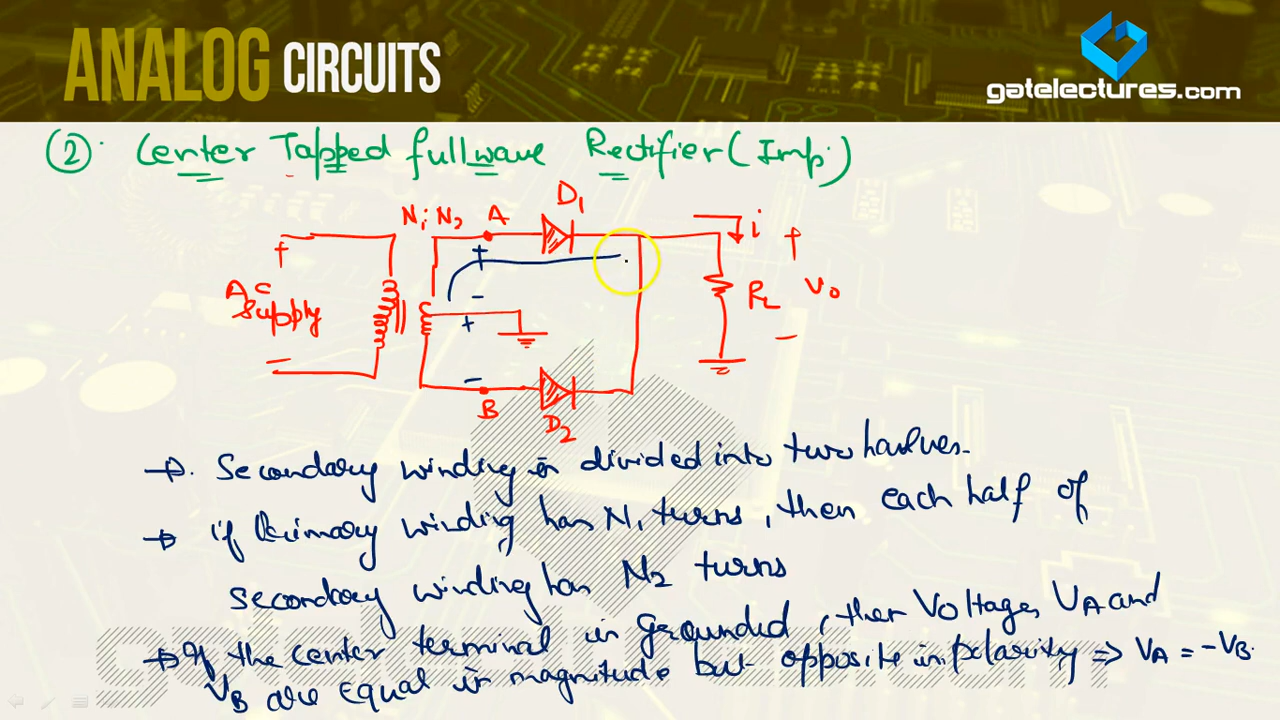 ANALOG CIRCUITS
gatelectures.com
(2). Center Tapped fullwave Rectifier (Imp.)
D1
N1 : N2 A
i
+ + +
AC Supply
- RL Vo
+
- - -
B
D2
→ Secondary winding is divided into two halves.
→ if Primary winding has N1 turns, then each half of
secondary winding has N2 turns
→ If the center terminal is grounded, then Voltages VA and
VB are equal in magnitude but opposite in polarity ⇒ VA = -VB.